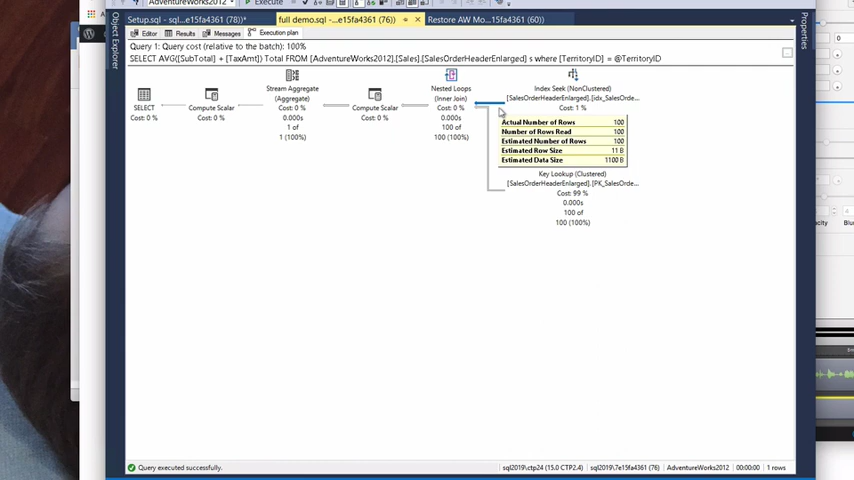 AdventureWorks2012
Execute
Setup.sql - sql...e15fa4361 (78))*
full demo.sql -...e15fa4361 (76))
Restore AW Mo...15fa4361 (60))
Object Explorer
Properties
Editor
Results
Messages
Execution plan
Query 1: Query cost (relative to the batch): 100%
SELECT AVG([SubTotal] + [TaxAmt]) Total FROM [AdventureWorks2012].[Sales].[SalesOrderHeaderEnlarged] s where [TerritoryID] = @TerritoryID
SELECT
Cost: 0 %
Compute Scalar
Cost: 0 %
Stream Aggregate
(Aggregate)
Cost: 0 %
0.000s
1 of
1 (100%)
Compute Scalar
Cost: 0 %
Nested Loops
(Inner Join)
Cost: 0 %
0.000s
100 of
100 (100%)
Index Seek (NonClustered)
[SalesOrderHeaderEnlarged].[idx_SalesOrde...
Cost: 1 %
Actual Number of Rows 100
Number of Rows Read 100
Estimated Number of Rows 100
Estimated Row Size 11 B
Estimated Data Size 1100 B
Key Lookup (Clustered)
[SalesOrderHeaderEnlarged].[PK_SalesOrde...
Cost: 99 %
0.000s
100 of
100 (100%)
Query executed successfully.
sql2019\ctp24 (15.0 CTP2.4)
sql2019\7e15fa4361 (76)
AdventureWorks2012
00:00:00
1 rows
Ap
0
pacity
Blu